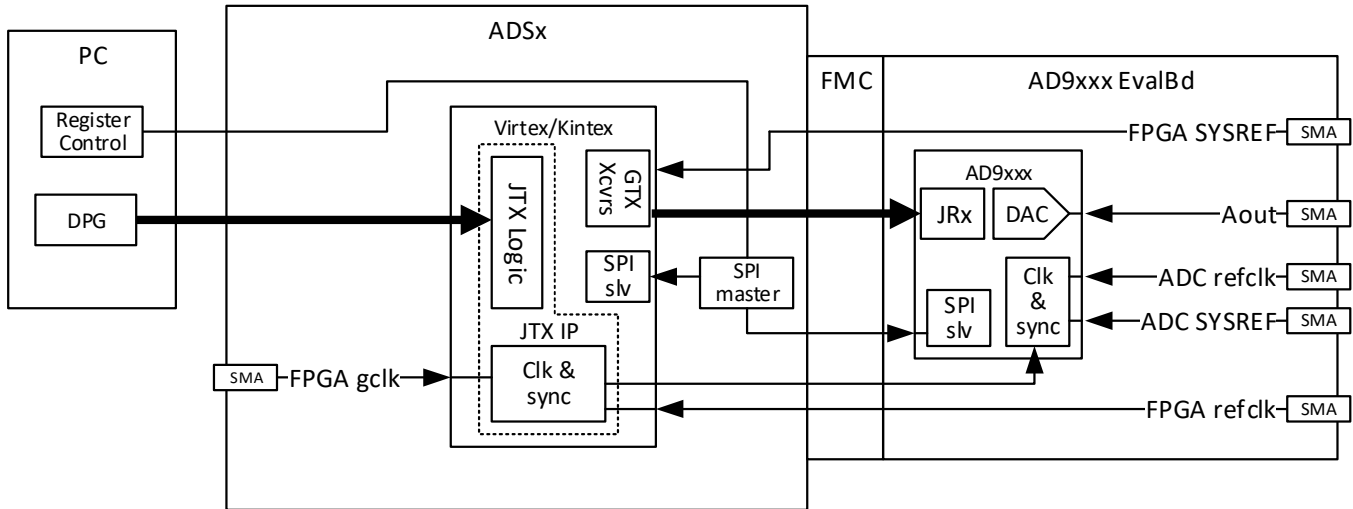 PC
Register
Control
DPG
ADSx
Virtex/Kintex
JTX Logic
GTX
Xcvrs
SPI
slv
SPI
master
JTX IP
Clk &
sync
SMA
FPGA gclk
FMC
AD9xxx EvalBd
AD9xxx
JRx
DAC
SPI
slv
Clk
&
sync
FPGA SYSREF
SMA
Aout
SMA
ADC refclk
SMA
ADC SYSREF
SMA
FPGA refclk
SMA